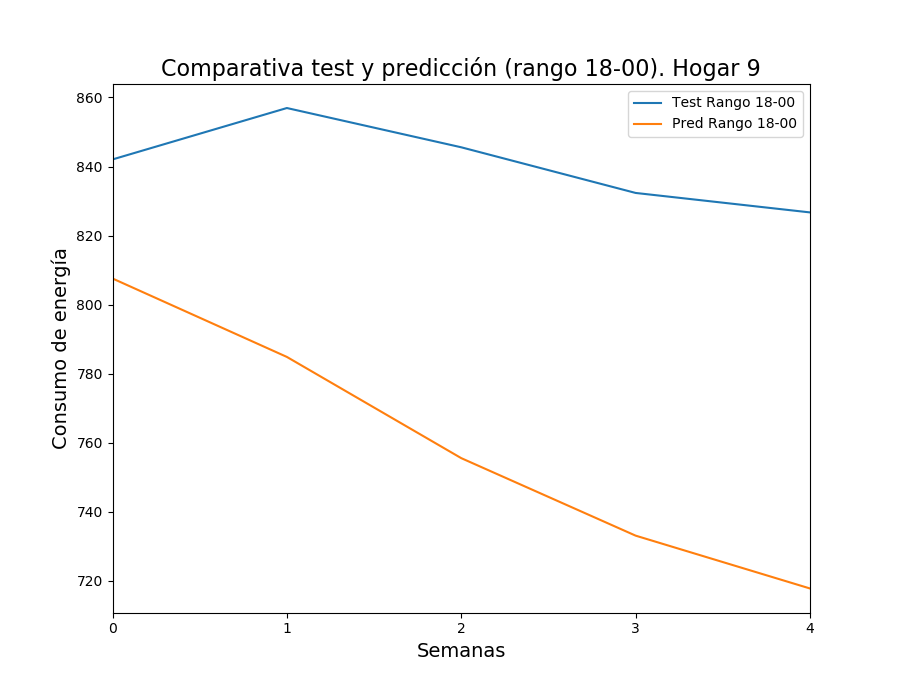 Comparativa test y predicción (rango 18-00). Hogar 9
Test Rango 18-00
Pred Rango 18-00
Consumo de energía
860
840
820
800
780
760
740
720
0 1 2 3 4
Semanas